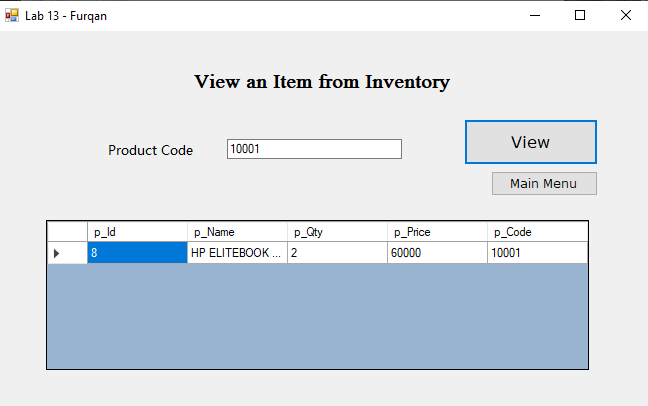 Lab 13 - Furqan
View an Item from Inventory
Product Code 10001 View
Main Menu
p_Id p_Name p_Qty p_Price p_Code
8 HP ELITEBOOK ... 2 60000 10001